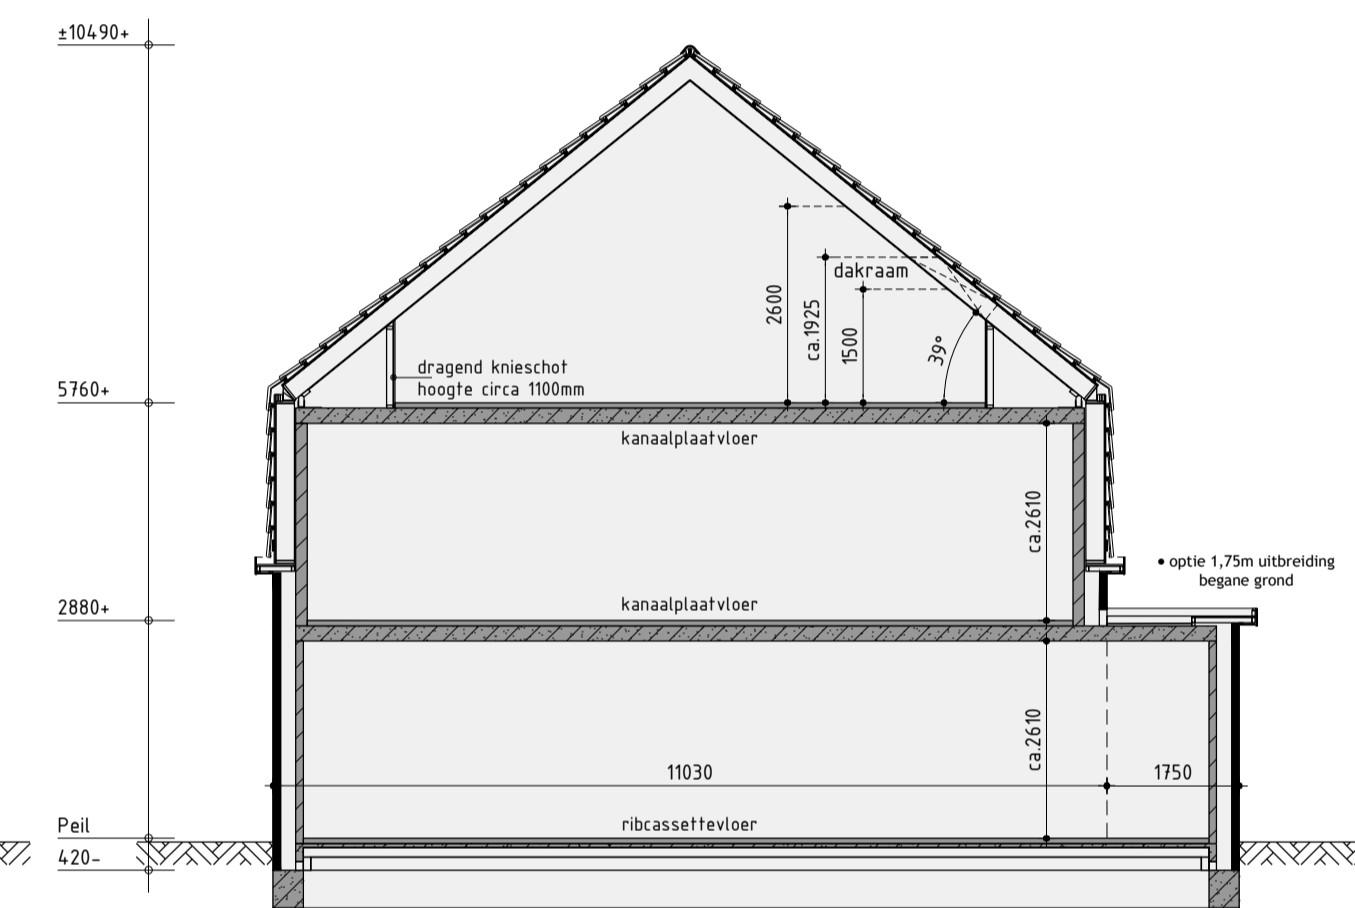 ±10490+
2600
ca.1925
dakraam
1500
39°
dragend knieschot
hoogte circa 1100mm
5760+
kanaalplaatvloer
ca.2610
• optie 1,75m uitbreiding
begane grond
2880+
kanaalplaatvloer
ca.2610
11030
1750
Peil
ribcassettevloer
420-